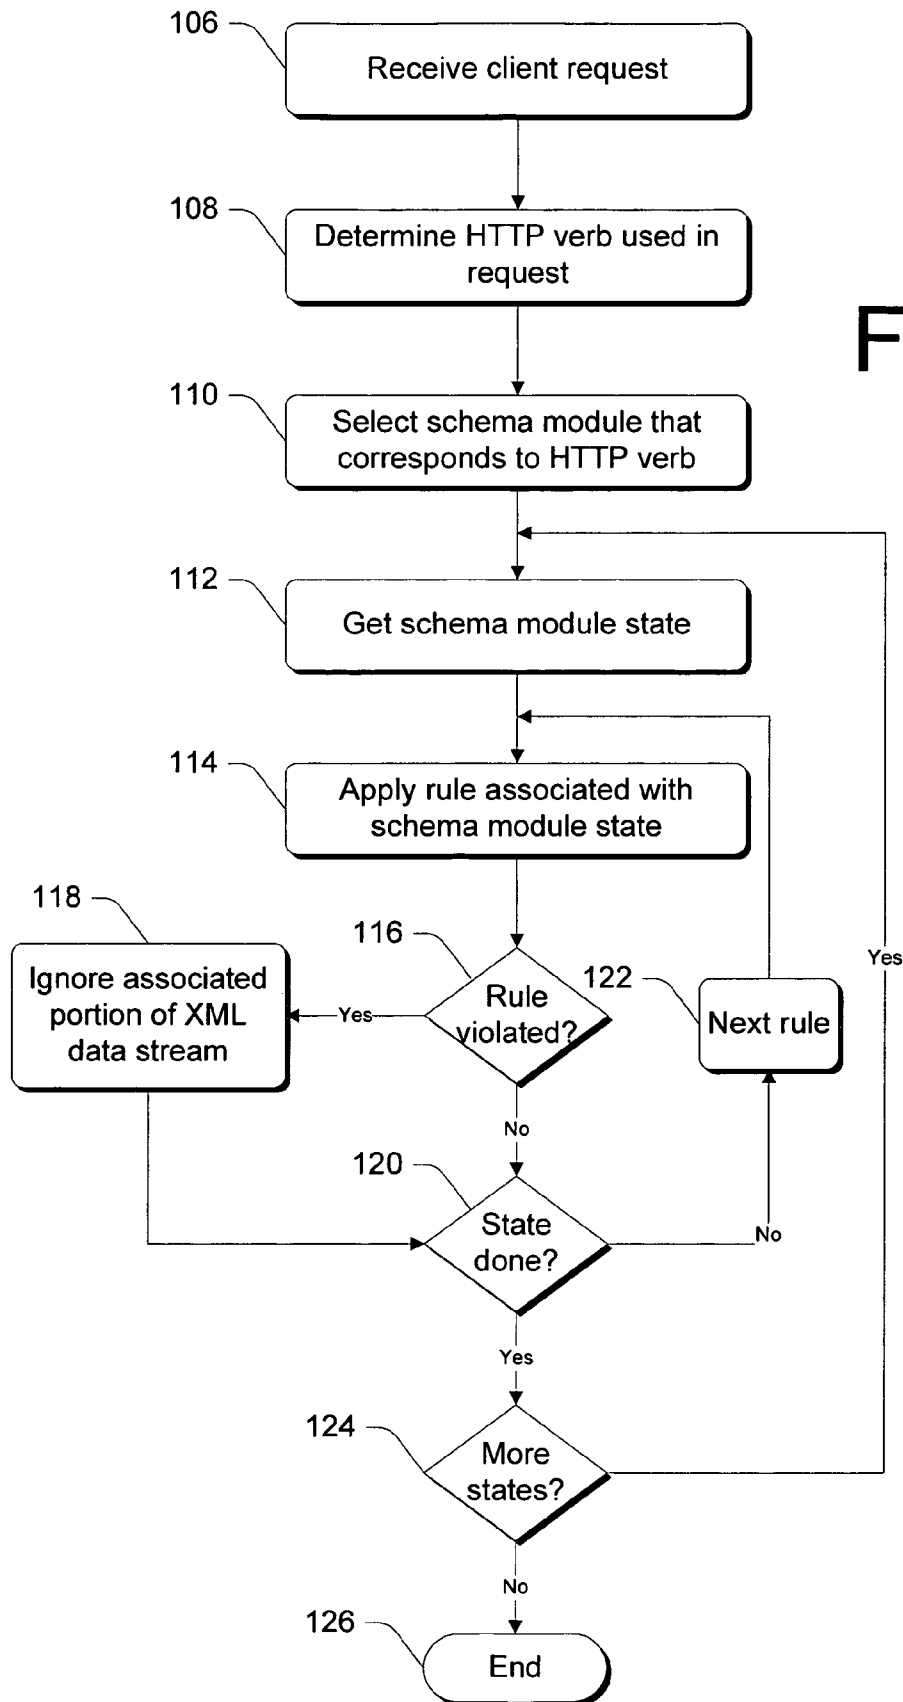 106
Receive client request
108
Determine HTTP verb used in
request
F
110
Select schema module that
corresponds to HTTP verb
112
Get schema module state
114
Apply rule associated with
schema module state
118
Ignore associated
portion of XML
data stream
116
Rule
violated?
Yes
122
Next rule
Yes
No
120
State
done?
No
Yes
124
More
states?
No
126
End